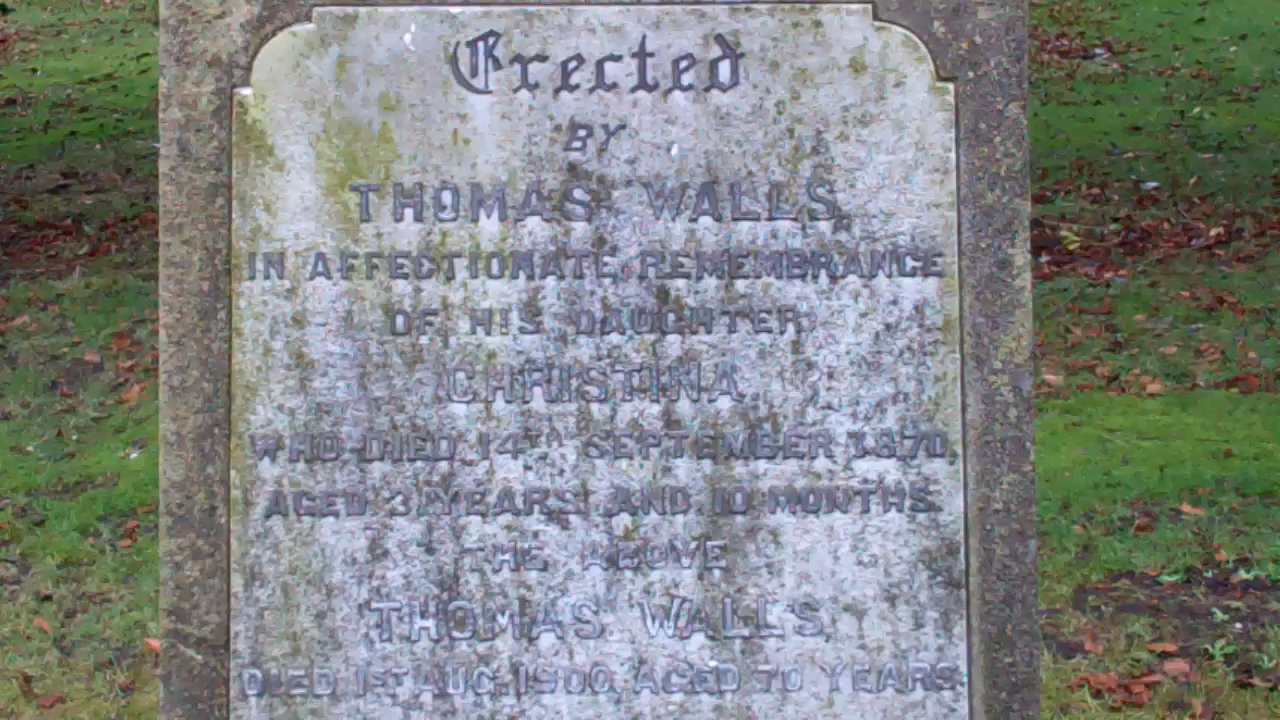 Erected
BY
THOMAS WALLS
IN AFFECTIONATE REMEMBRANCE
OF HIS DAUGHTER
CHRISTINA
WHO DIED 14TH SEPTEMBER 1870,
AGED 3 YEARS AND 10 MONTHS
THE ABOVE
THOMAS WALLS
DIED 1ST AUG. 1900, AGED 70 YEARS